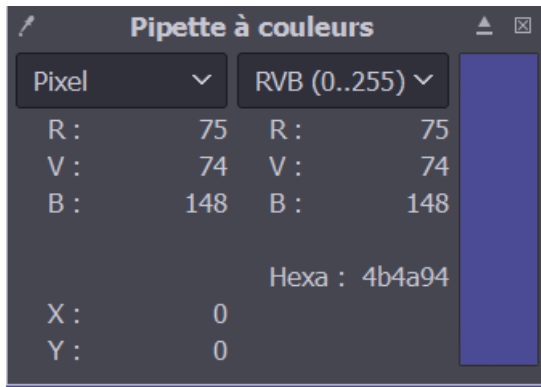 Pipette à couleurs
Pixel RVB (0..255)
R : 75 R : 75
V : 74 V : 74
B : 148 B : 148
Hexa : 4b4a94
X : 0
Y : 0